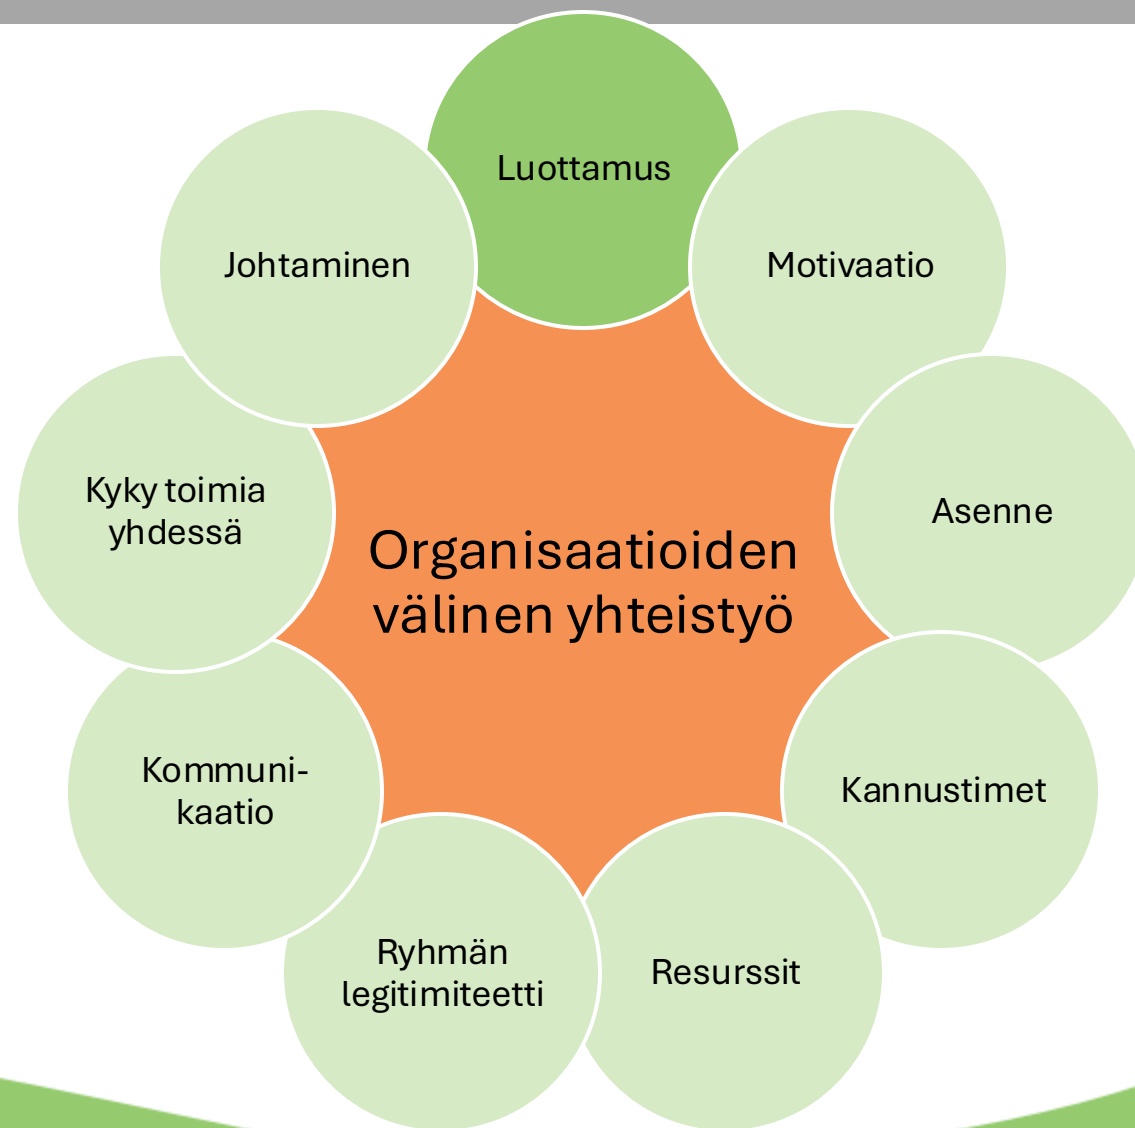 Luottamus
Johtaminen
Motivaatio
Kyky toimia
yhdessä
Asenne
Organisaatioiden
välinen yhteistyö
Kommuni-
kaatio
Kannustimet
Ryhmän
legitimiteetti
Resurssit